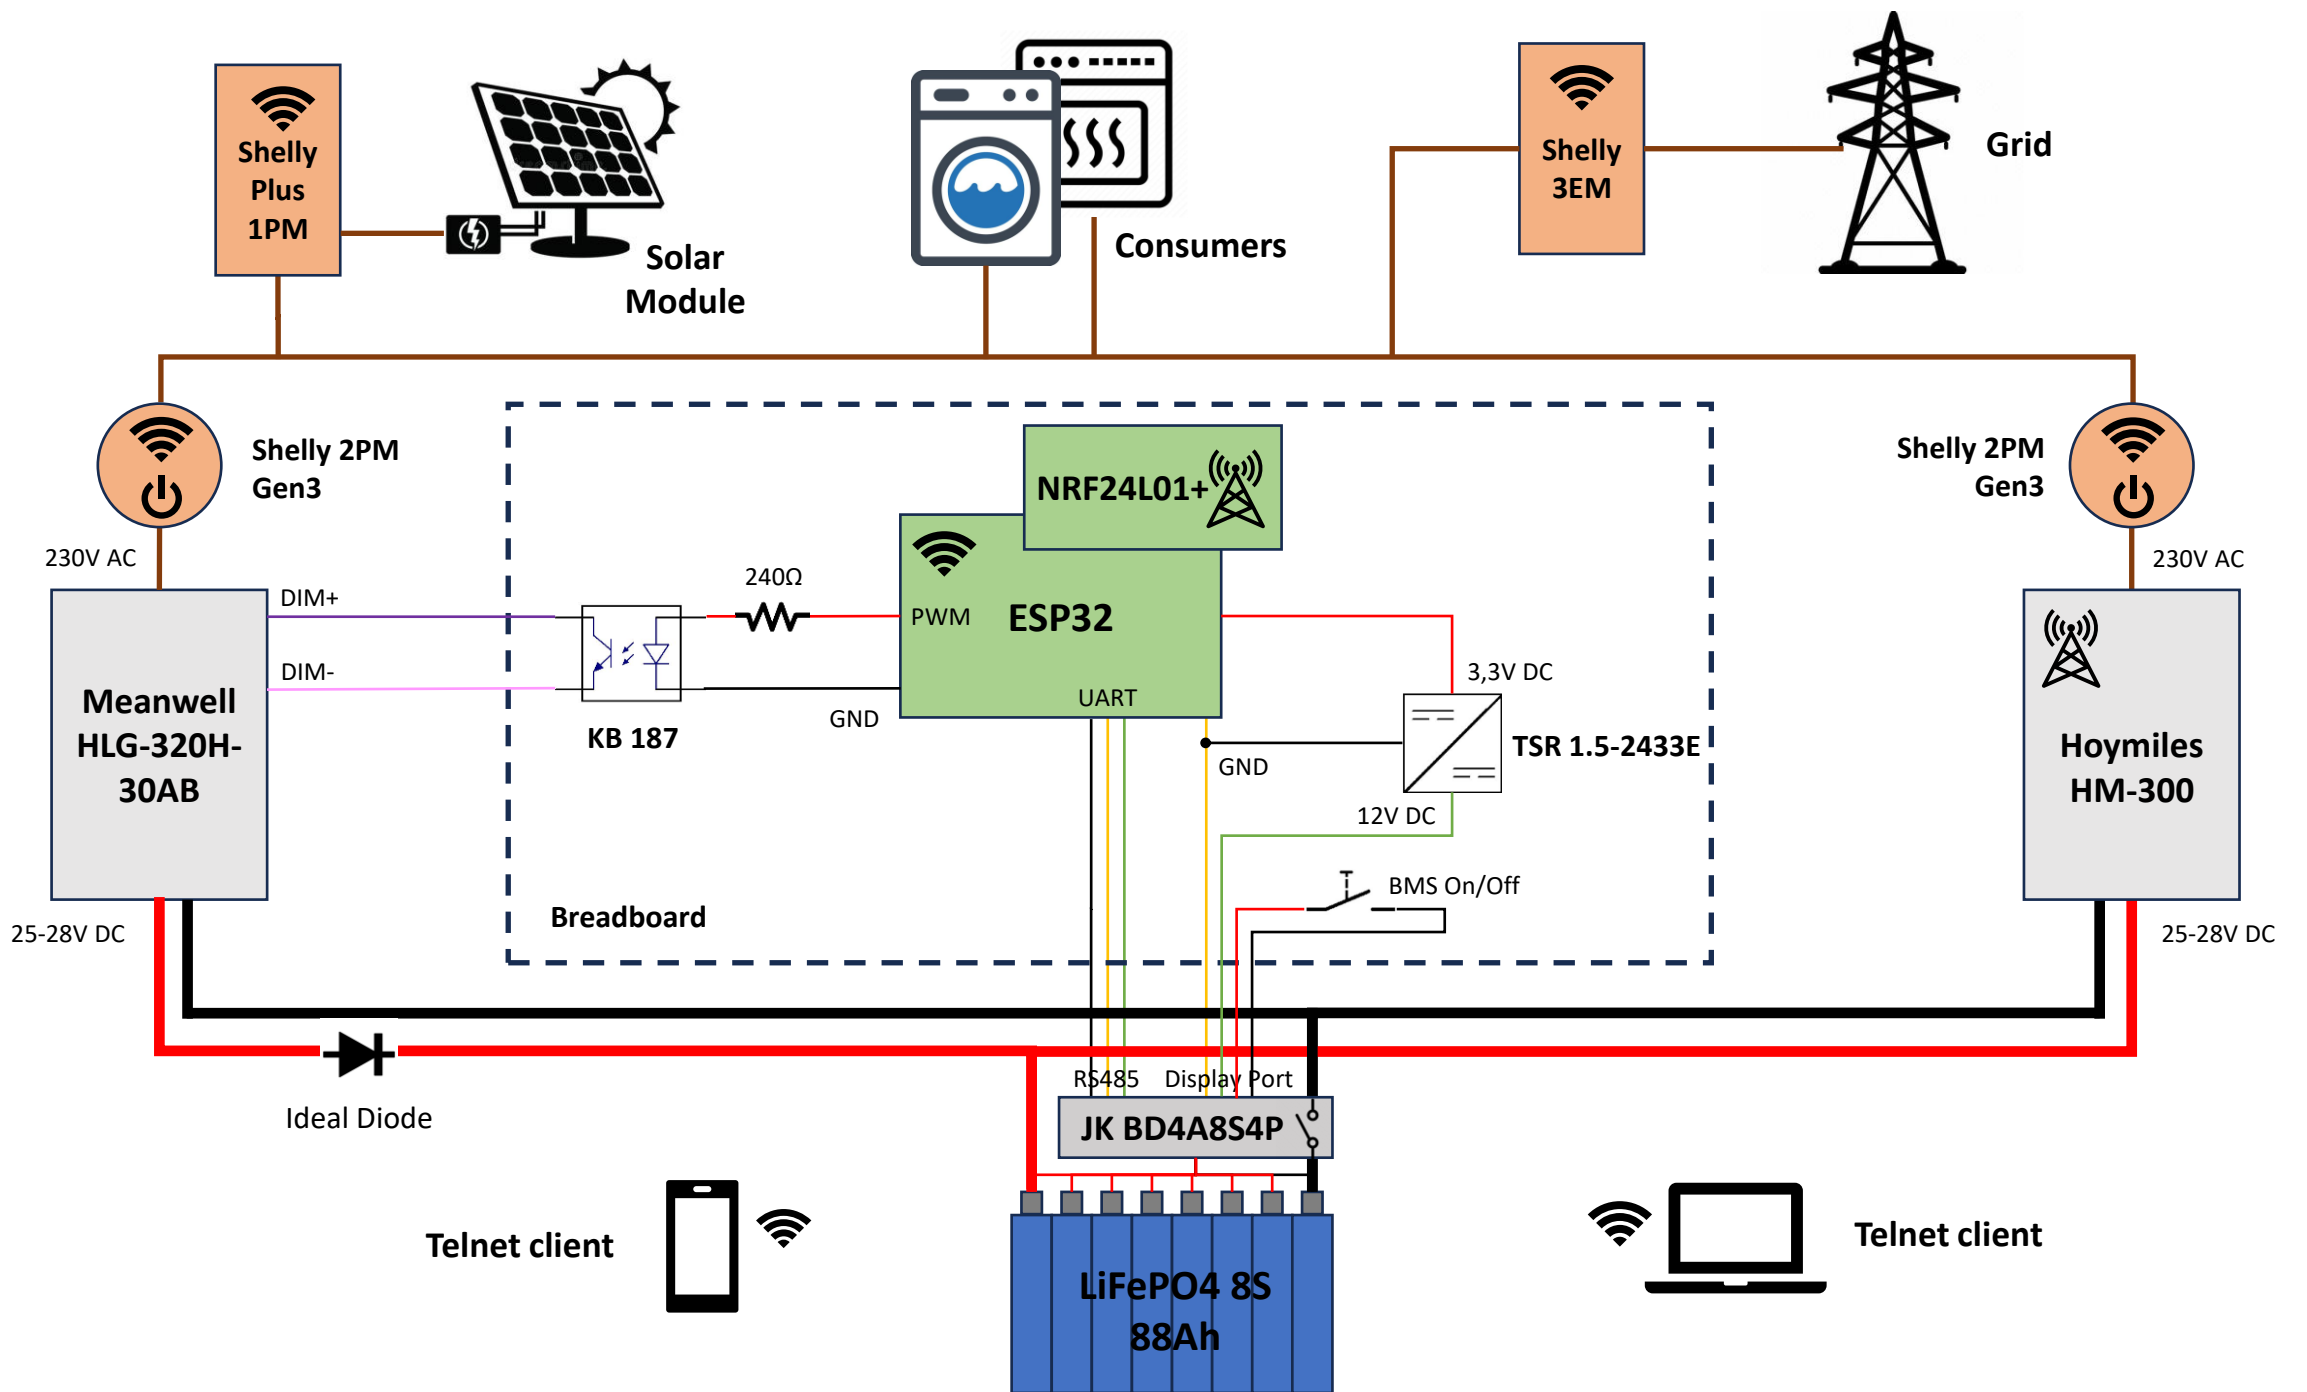 Shelly
Plus
1PM
Solar
Module
Consumers
Shelly
3EM
Grid
Shelly 2PM
Gen3
NRF24L01+
Shelly 2PM
Gen3
230V AC
230V AC
DIM+
240Ω
PWM
ESP32
DIM-
UART
3,3V DC
GND
Meanwell
HLG-320H-
30AB
KB 187
GND
TSR 1.5-2433E
Hoymiles
HM-300
12V DC
BMS On/Off
Breadboard
25-28V DC
25-28V DC
RS485
Display Port
Ideal Diode
JK BD4A8S4P
Telnet client
Telnet client
LiFePO4 8S
88Ah